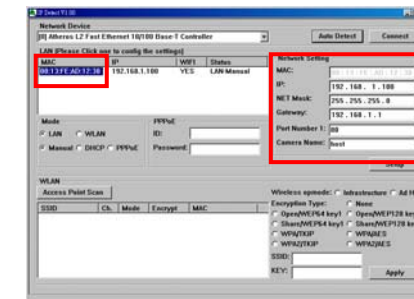 IP Detect V1.00
Network Device
[0] Atheros L2 Fast Ethernet 10/100 Base-T Controller
Auto Detect Connect
LAN (Please Click one to config the settings)
MAC IP WIFI Status
00:13:FE:AD:12:30 192.168.1.100 YES LAN-Manual
Network Setting
MAC:
IP: 192.168. 1 .100
NET Mask: 255.255.255.0
Gateway: 192.168.1.1
Port Number 1: 80
Camera Name: host
Mode
LAN WLAN
Manual DHCP PPPoE
PPPoE
ID:
Password:
Setup
WLAN
Access Point Scan
SSID Ch. Mode Encrypt MAC
Wireless opmode: Infrastructure Ad H
Encryption Type: None
Open/WEP64 key1 Open/WEP128 key
Share/WEP64 key1 Share/WEP128 key
WPA/TKIP WPA/AES
WPA2/TKIP WPA2/AES
SSID:
KEY:
Apply